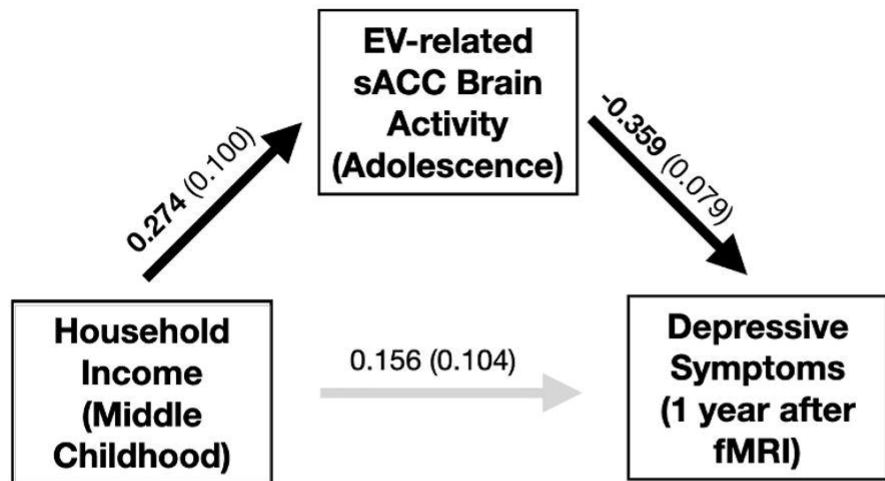 EV-related
sACC Brain
Activity
(Adolescence)
0.274 (0.100)
-0.359 (0.079)
Household
Income
(Middle
Childhood)
0.156 (0.104)
Depressive
Symptoms
(1 year after
fMRI)